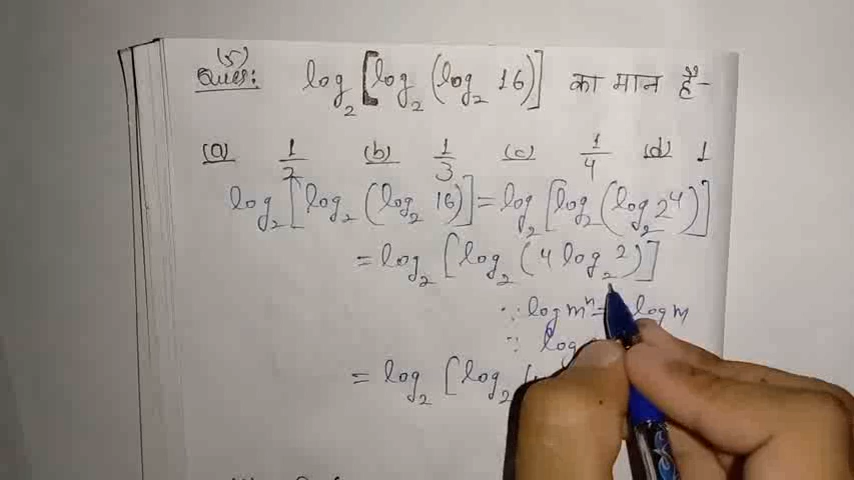 (5)
Ques: log₂[log₂(log₂ 16)] का मान है-
(a) 1/2 (b) 1/3 (c) 1/4 (d) 1
log₂[log₂(log₂ 16)] = log₂[log₂(log₂ 2⁴)]
= log₂[log₂(4 log₂ 2)]
∵ log mⁿ = log m
∵ log
= log₂[log₂(